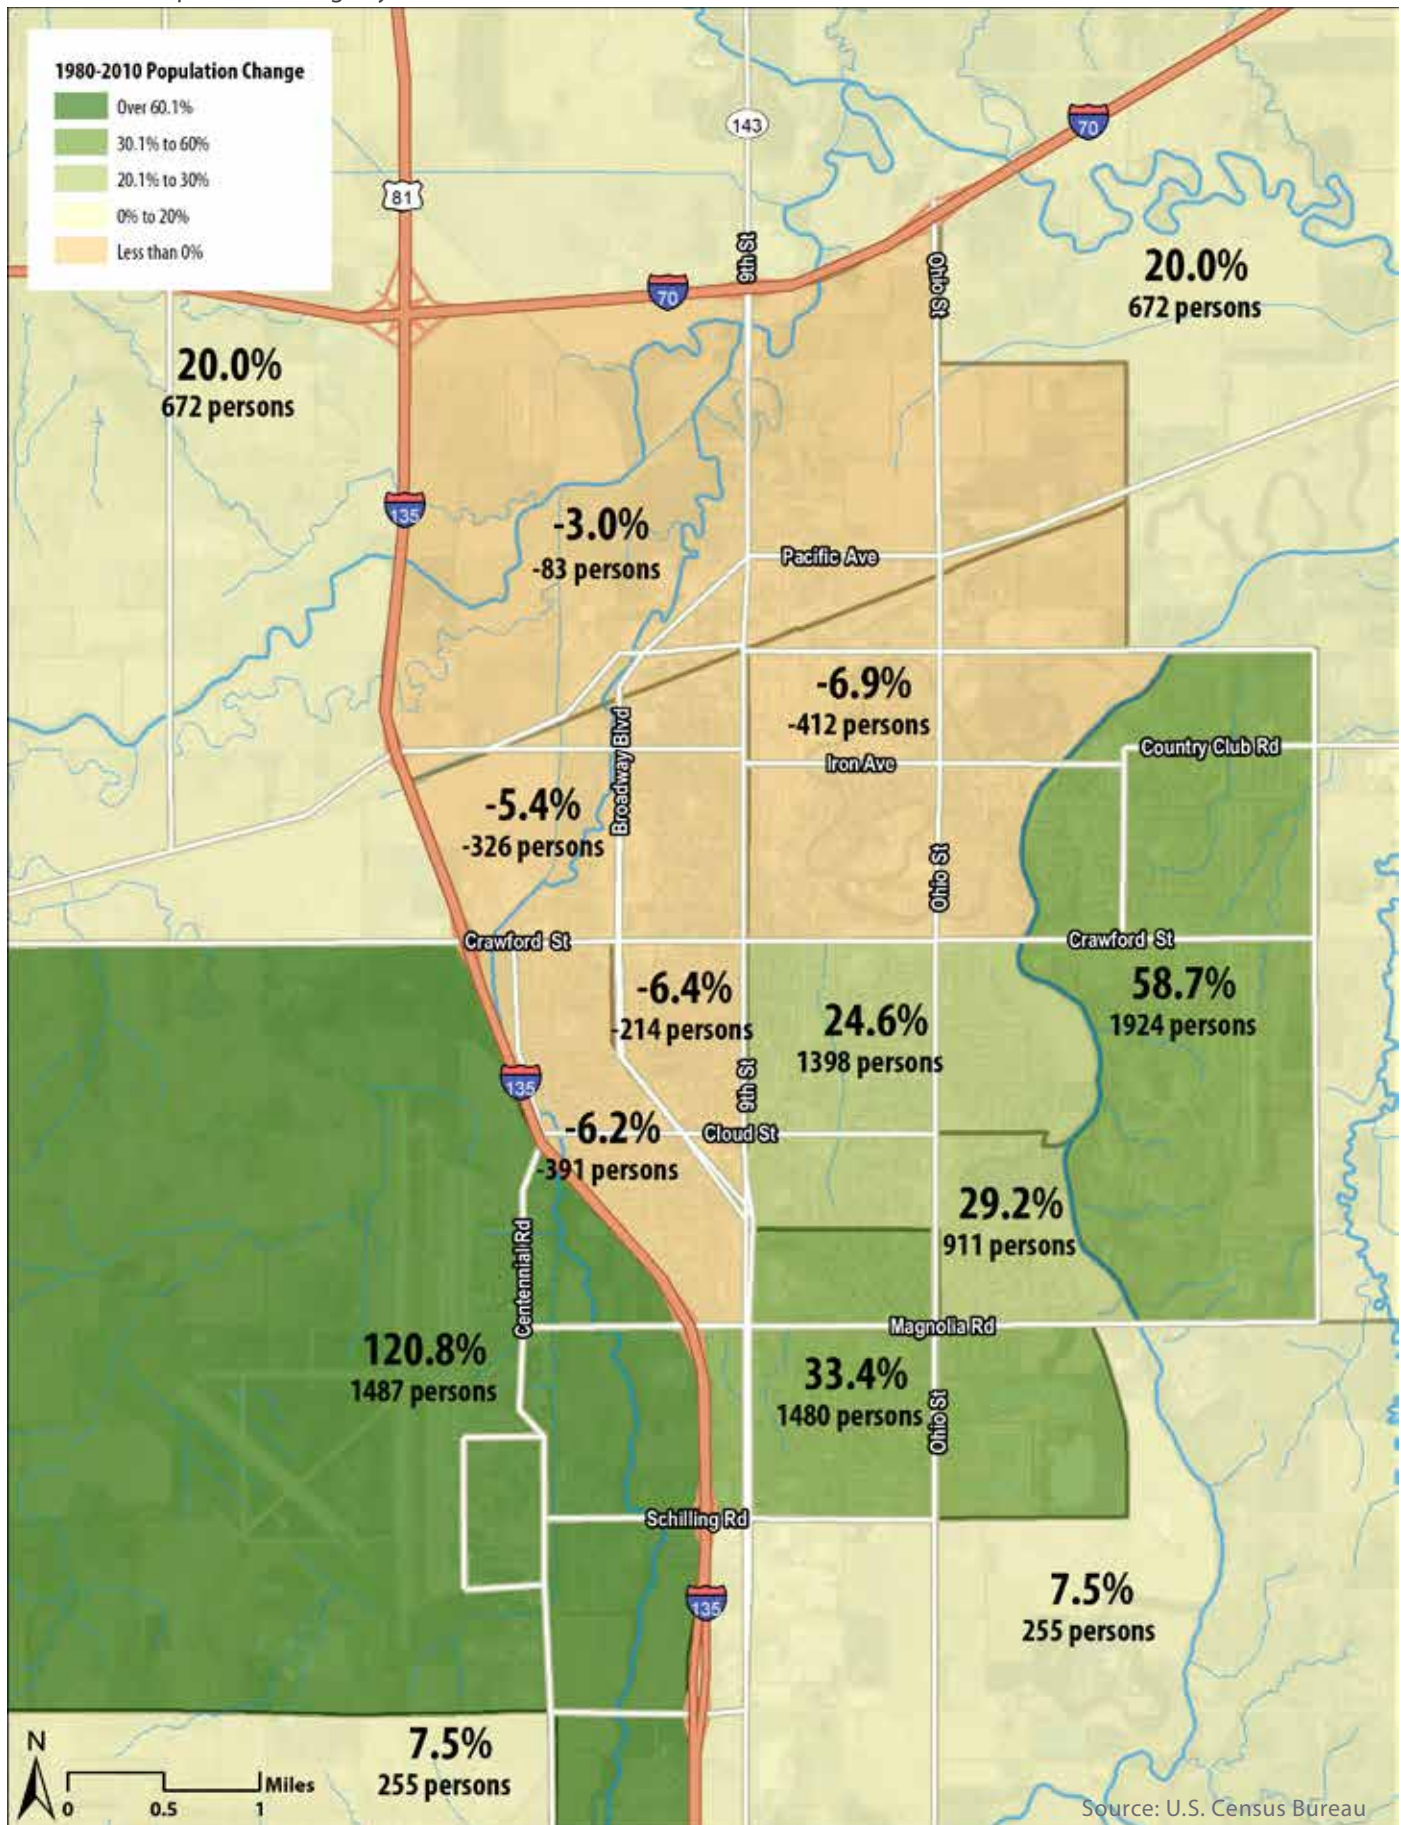 1980-2010 Population Change
Over 60.1%
30.1% to 60%
20.1% to 30%
0% to 20%
Less than 0%
143
70
81
9th St
Ohio St
70
20.0%
672 persons
20.0%
672 persons
135
-3.0%
-83 persons
Pacific Ave
-6.9%
-412 persons
Broadway Blvd
Country Club Rd
Iron Ave
-5.4%
-326 persons
Ohio St
Crawford St
Crawford St
-6.4%
-214 persons
24.6%
1398 persons
58.7%
1924 persons
135
9th St
-6.2%
-391 persons
Cloud St
29.2%
911 persons
Centennial Rd
Magnolia Rd
120.8%
1487 persons
33.4%
1480 persons
Ohio St
Schilling Rd
135
7.5%
255 persons
7.5%
255 persons
N
Miles
0 0.5 1
Source: U.S. Census Bureau